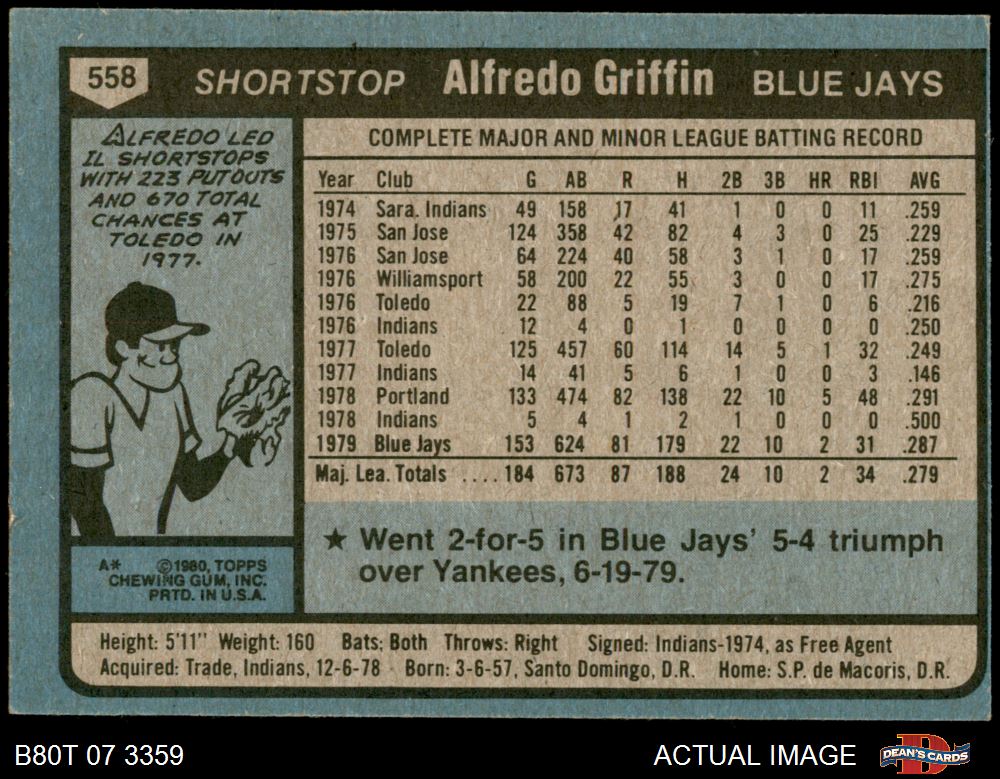 558 SHORTSTOP Alfredo Griffin BLUE JAYS
ALFREDO LED
IL SHORTSTOPS
WITH 223 PUTOUTS
AND 670 TOTAL
CHANCES AT
TOLEDO IN
1977.
COMPLETE MAJOR AND MINOR LEAGUE BATTING RECORD
Year Club G AB R H 2B 3B HR RBI AVG
1974 Sara. Indians 49 158 17 41 1 0 0 11 .259
1975 San Jose 124 358 42 82 4 3 0 25 .229
1976 San Jose 64 224 40 58 3 1 0 17 .259
1976 Williamsport 58 200 22 55 3 0 0 17 .275
1976 Toledo 22 88 5 19 7 1 0 6 .216
1976 Indians 12 4 0 1 0 0 0 0 .250
1977 Toledo 125 457 60 114 14 5 1 32 .249
1977 Indians 14 41 5 6 1 0 0 3 .146
1978 Portland 133 474 82 138 22 10 5 48 .291
1978 Indians 5 4 1 2 1 0 0 0 .500
1979 Blue Jays 153 624 81 179 22 10 2 31 .287
Maj. Lea. Totals .... 184 673 87 188 24 10 2 34 .279
★ Went 2-for-5 in Blue Jays' 5-4 triumph
over Yankees, 6-19-79.
A* ©1980, TOPPS
CHEWING GUM, INC.
PRTD. IN U.S.A.
Height: 5'11" Weight: 160 Bats: Both Throws: Right Signed: Indians-1974, as Free Agent
Acquired: Trade, Indians, 12-6-78 Born: 3-6-57, Santo Domingo, D.R. Home: S.P. de Macoris, D.R.
B80T 07 3359 ACTUAL IMAGE DEAN'S CARDS